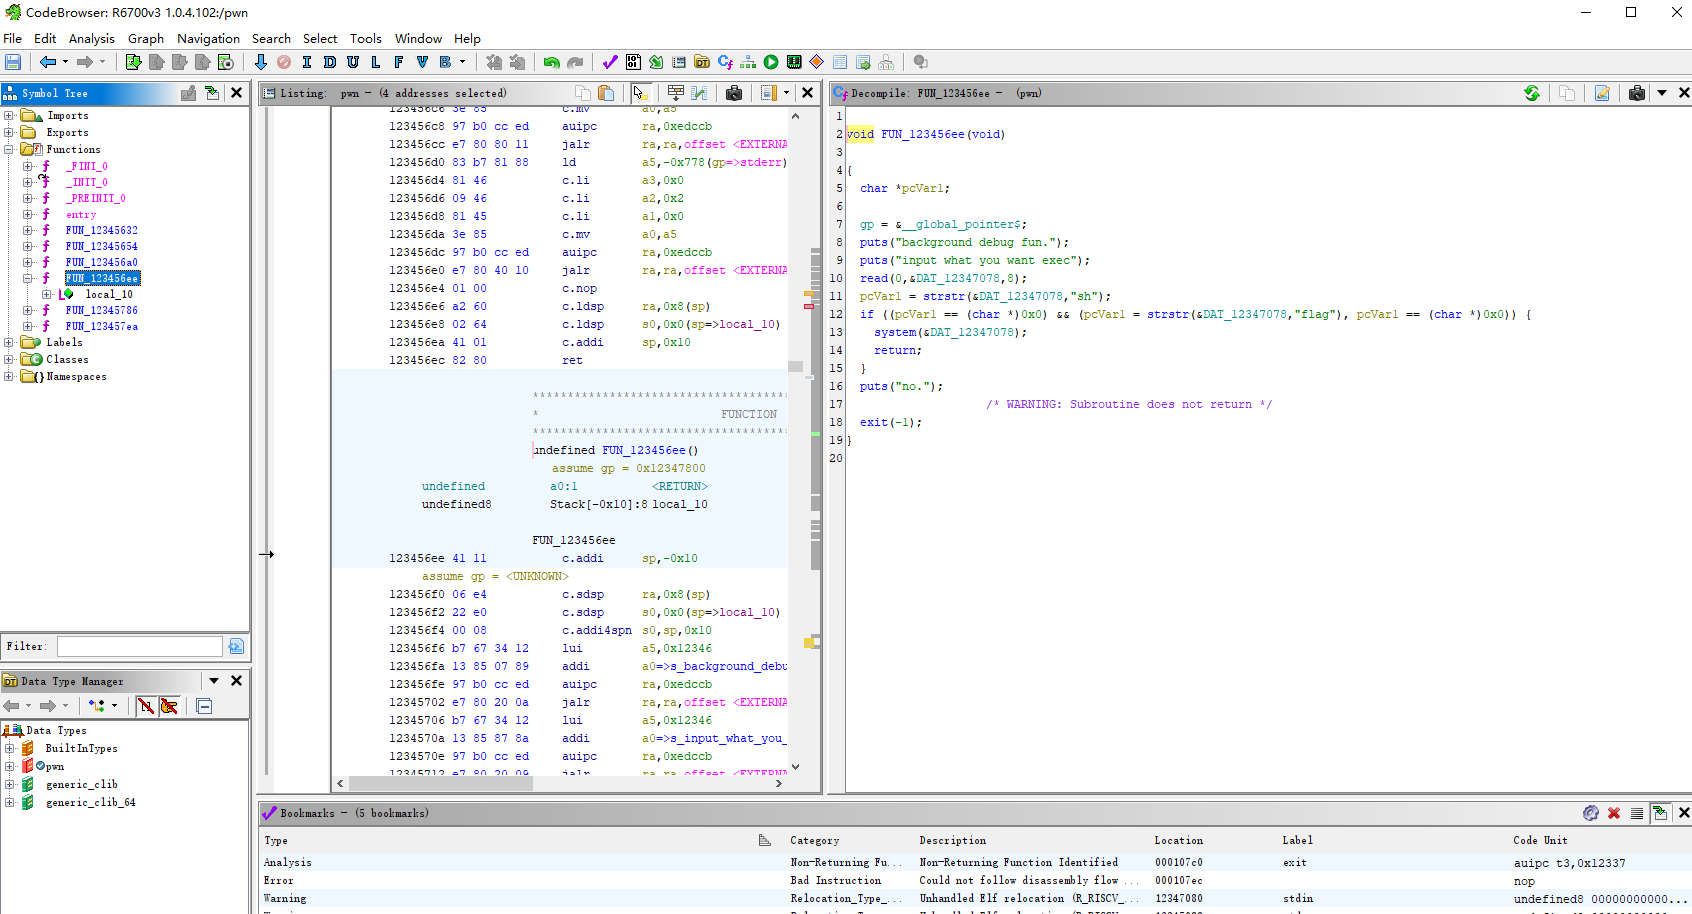 CodeBrowser: R6700v3 1.0.4.102:/pwn
File Edit Analysis Graph Navigation Search Select Tools Window Help
I D U L F V B
Symbol Tree
Imports
Exports
Functions
_FINI_0
_INIT_0
_PREINIT_0
entry
FUN_12345632
FUN_12345654
FUN_123456a0
FUN_123456ee
local_10
FUN_12345786
FUN_123457ea
Labels
Classes
Namespaces
Filter:
Data Type Manager
Data Types
BuiltInTypes
pwn
generic_clib
generic_clib_64
Listing: pwn - (4 addresses selected)
123456c6 3e 85 c.mv a0,a5
123456c8 97 b0 cc ed auipc ra,0xedccb
123456cc e7 80 80 11 jalr ra,ra,offset <EXTERNA
123456d0 83 b7 81 88 ld a5,-0x778(gp=>stderr)
123456d4 81 46 c.li a3,0x0
123456d6 09 46 c.li a2,0x2
123456d8 81 45 c.li a1,0x0
123456da 3e 85 c.mv a0,a5
123456dc 97 b0 cc ed auipc ra,0xedccb
123456e0 e7 80 40 10 jalr ra,ra,offset <EXTERNA
123456e4 01 00 c.nop
123456e6 a2 60 c.ldsp ra,0x8(sp)
123456e8 02 64 c.ldsp s0,0x0(sp=>local_10)
123456ea 41 01 c.addi sp,0x10
123456ec 82 80 ret
* FUNCTION
undefined FUN_123456ee()
assume gp = 0x12347800
undefined a0:1 <RETURN>
undefined8 Stack[-0x10]:8 local_10
FUN_123456ee
123456ee 41 11 c.addi sp,-0x10
assume gp = <UNKNOWN>
123456f0 06 e4 c.sdsp ra,0x8(sp)
123456f2 22 e0 c.sdsp s0,0x0(sp=>local_10)
123456f4 00 08 c.addi4spn s0,sp,0x10
123456f6 b7 67 34 12 lui a5,0x12346
123456fa 13 85 07 89 addi a0=>s_background_debu
123456fe 97 b0 cc ed auipc ra,0xedccb
12345702 e7 80 20 0a jalr ra,ra,offset <EXTERNA
12345706 b7 67 34 12 lui a5,0x12346
1234570a 13 85 87 8a addi a0=>s_input_what_you_
1234570e 97 b0 cc ed auipc ra,0xedccb
12345712 e7 80 20 09 jalr ra,ra,offset <EXTERNA
Decompile: FUN_123456ee - (pwn)
1
2 void FUN_123456ee(void)
3
4 {
5 char *pcVar1;
6
7 gp = &__global_pointer$;
8 puts("background debug fun.");
9 puts("input what you want exec");
10 read(0,&DAT_12347078,8);
11 pcVar1 = strstr(&DAT_12347078,"sh");
12 if ((pcVar1 == (char *)0x0) && (pcVar1 = strstr(&DAT_12347078,"flag"), pcVar1 == (char *)0x0)) {
13 system(&DAT_12347078);
14 return;
15 }
16 puts("no.");
17 /* WARNING: Subroutine does not return */
18 exit(-1);
19 }
20
Bookmarks - (5 bookmarks)
Type Category Description Location Label Code Unit
Analysis Non-Returning Fu... Non-Returning Function Identified 000107c0 exit auipc t3,0x12337
Error Bad Instruction Could not follow disassembly flow ... 000107ec nop
Warning Relocation_Type_... Unhandled Elf relocation (R_RISCV_... 12347080 stdin undefined8 00000000000...